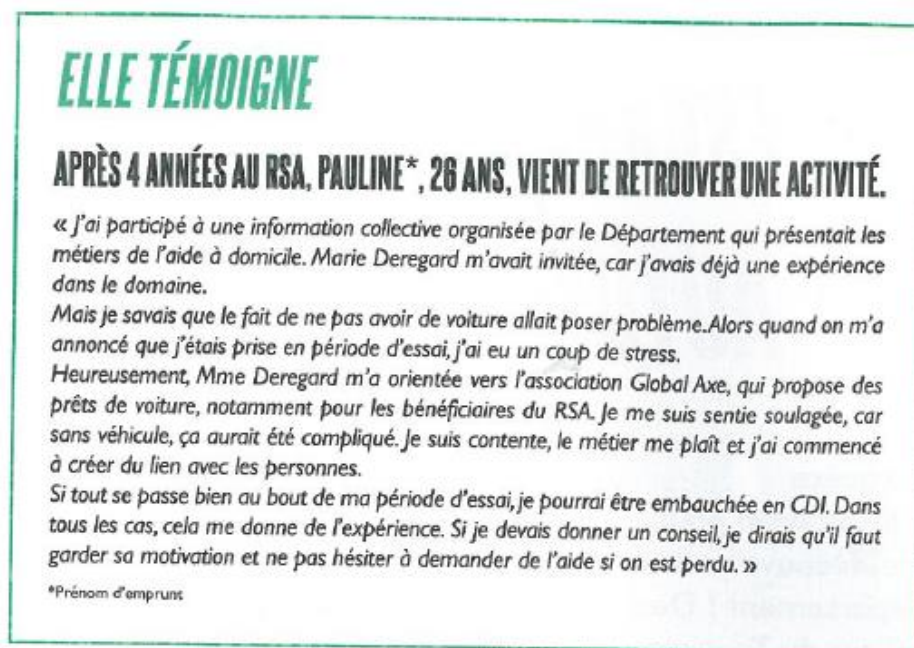 ELLE TÉMOIGNE
APRÈS 4 ANNÉES AU RSA, PAULINE*, 26 ANS, VIENT DE RETROUVER UNE ACTIVITÉ.
« J'ai participé à une information collective organisée par le Département qui présentait les
métiers de l'aide à domicile. Marie Deregard m'avait invitée, car j'avais déjà une expérience
dans le domaine.
Mais je savais que le fait de ne pas avoir de voiture allait poser problème.Alors quand on m'a
annoncé que j'étais prise en période d'essai, j'ai eu un coup de stress.
Heureusement, Mme Deregard m'a orientée vers l'association Global Axe, qui propose des
prêts de voiture, notamment pour les bénéficiaires du RSA. Je me suis sentie soulagée, car
sans véhicule, ça aurait été compliqué. Je suis contente, le métier me plaît et j'ai commencé
à créer du lien avec les personnes.
Si tout se passe bien au bout de ma période d'essai, je pourrai être embauchée en CDI. Dans
tous les cas, cela me donne de l'expérience. Si je devais donner un conseil, je dirais qu'il faut
garder sa motivation et ne pas hésiter à demander de l'aide si on est perdu. »
*Prénom d'emprunt